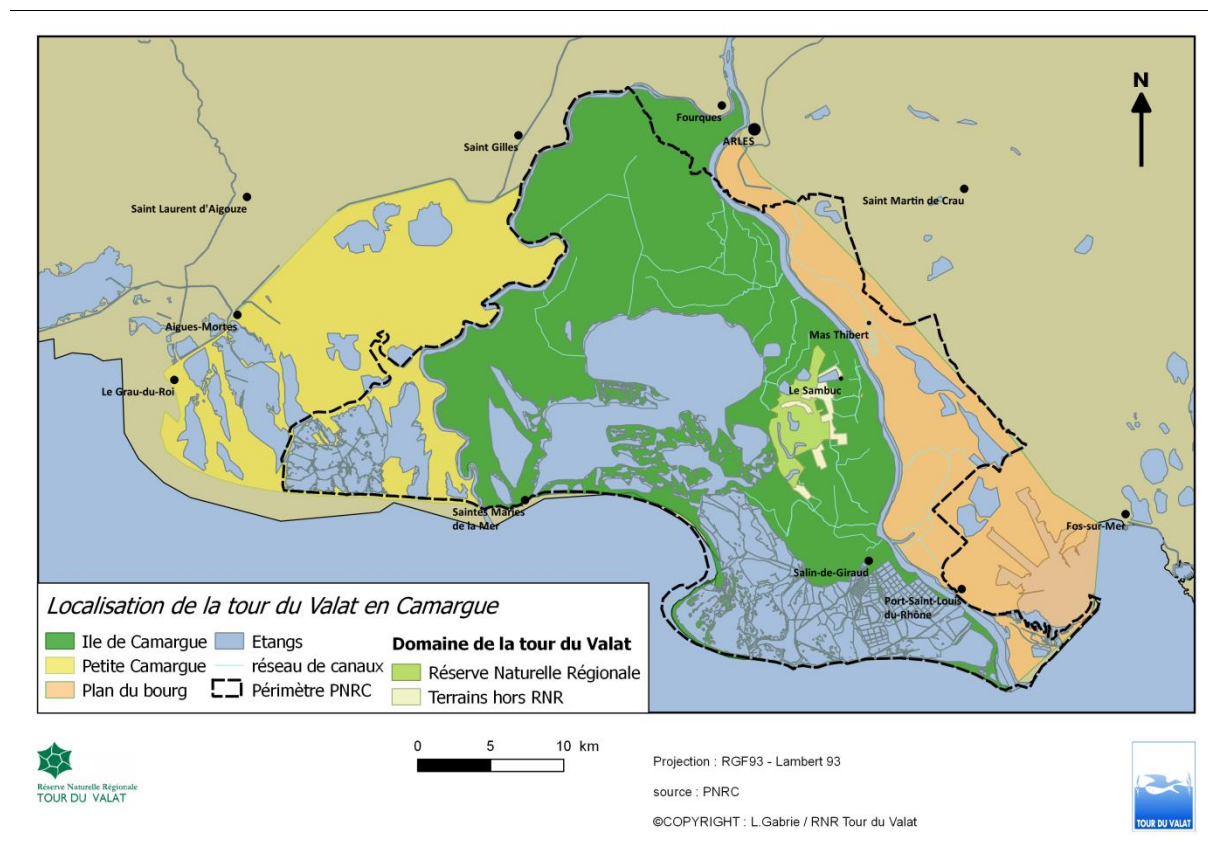 N
Fourques
ARLES
Saint Gilles
Saint Laurent d'Aigouze
Saint Martin de Crau
Aigues-Mortes
Mas Thibert
Le Grau-du-Roi
Le Sambuc
Saintes Maries
de la Mer
Fos-sur-Mer
Salin-de-Giraud
Port-Saint-Louis
du-Rhône
Localisation de la tour du Valat en Camargue
Ile de Camargue
Petite Camargue
Plan du bourg
Etangs
réseau de canaux
Périmètre PNRC
Domaine de la tour du Valat
Réserve Naturelle Régionale
Terrains hors RNR
Réserve Naturelle Régionale
TOUR DU VALAT
0 5 10 km
Projection : RGF93 - Lambert 93
source : PNRC
©COPYRIGHT : L.Gabrie / RNR Tour du Valat
TOUR DU VALAT